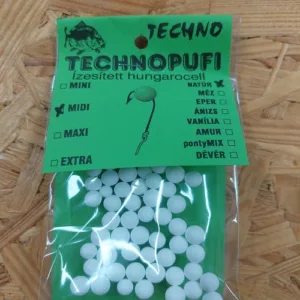 TECHNO
TECHNOPUFI
Ízesített hungarocell
MINI
MIDI
MAXI
EXTRA
NATÚR
MÉZ
EPER
ÁNIZS
VANÍLIA
AMUR
pontyMIX
DÉVÉR